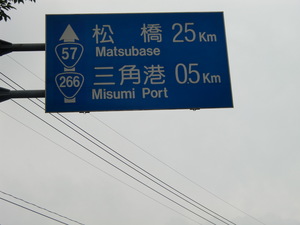 57 松橋 25Km
Matsubase
266 三角港 05Km
Misumi Port